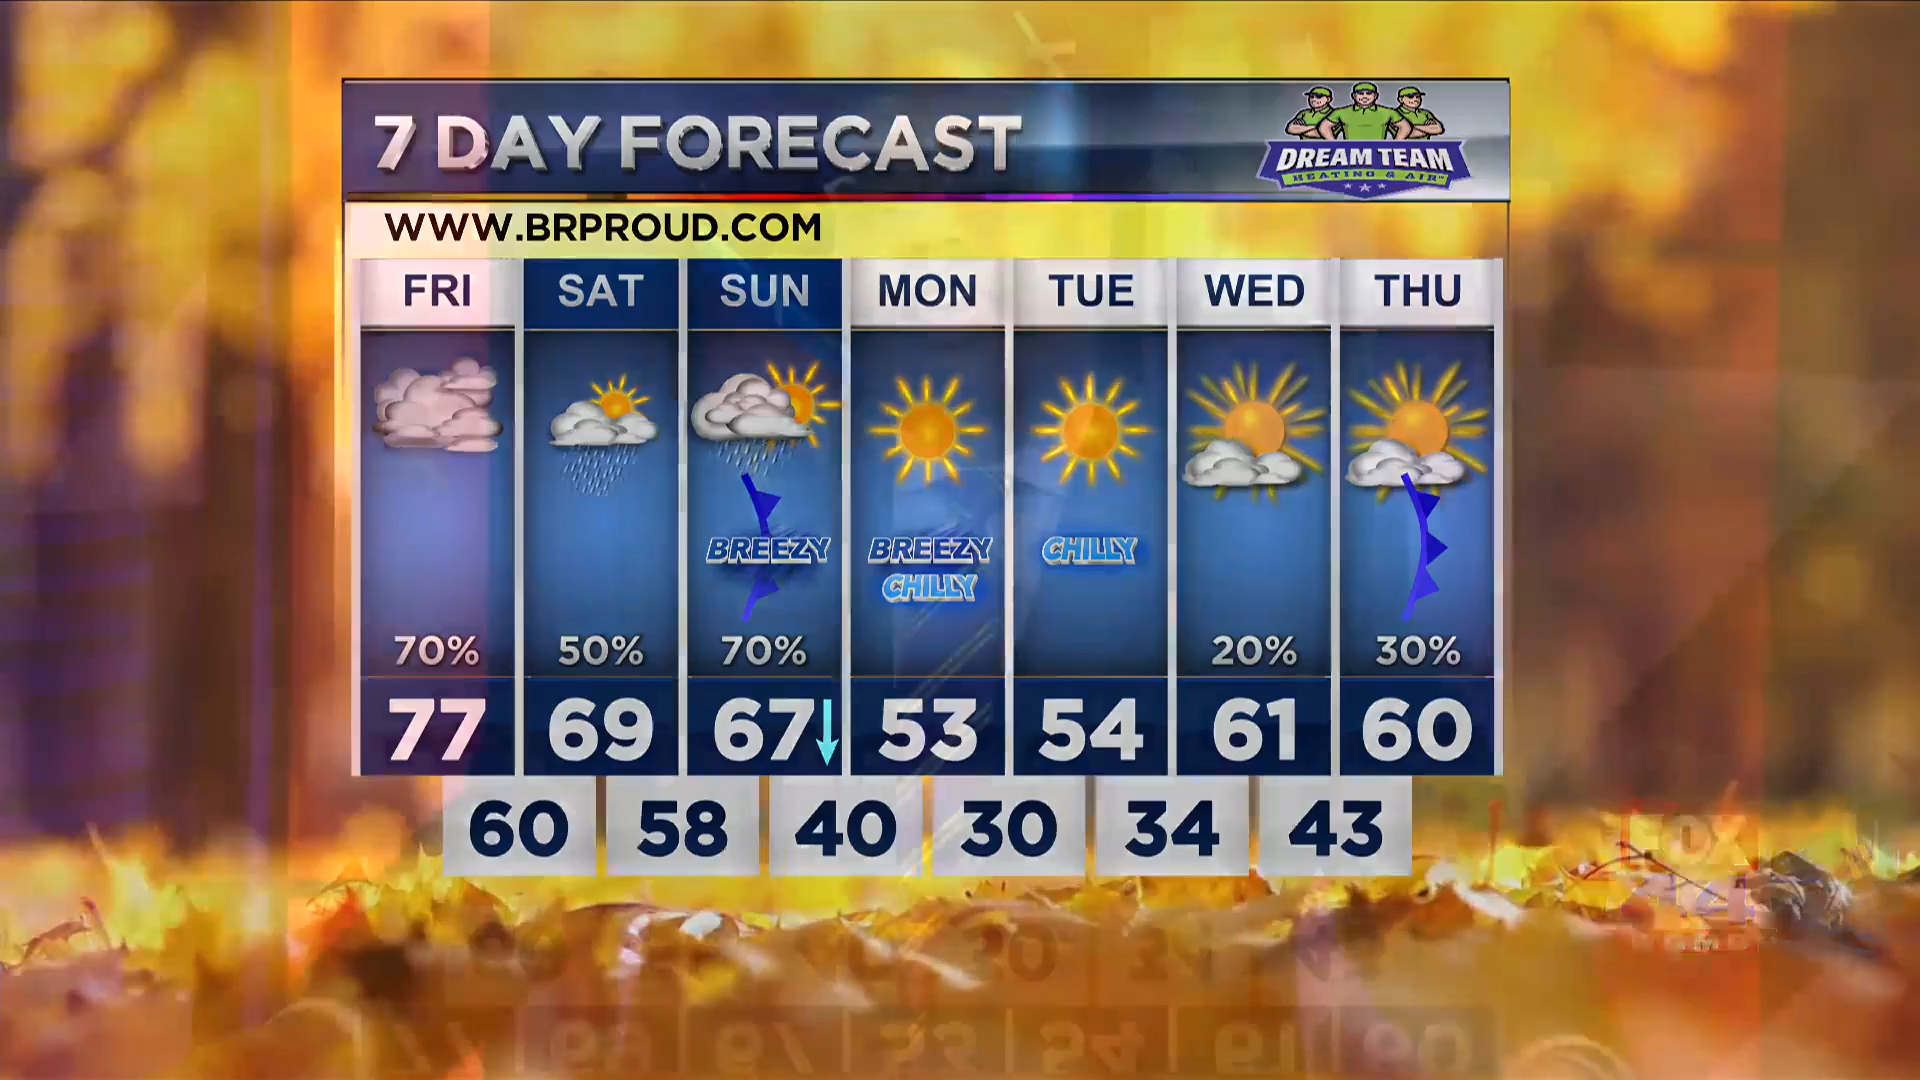 7 DAY FORECAST
DREAM TEAM
HEATING & AIR
WWW.BRPROUD.COM
FRI SAT SUN MON TUE WED THU
BREEZY BREEZY CHILLY
CHILLY
70% 50% 70% 20% 30%
77 69 67 53 54 61 60
60 58 40 30 34 43
FOX
44